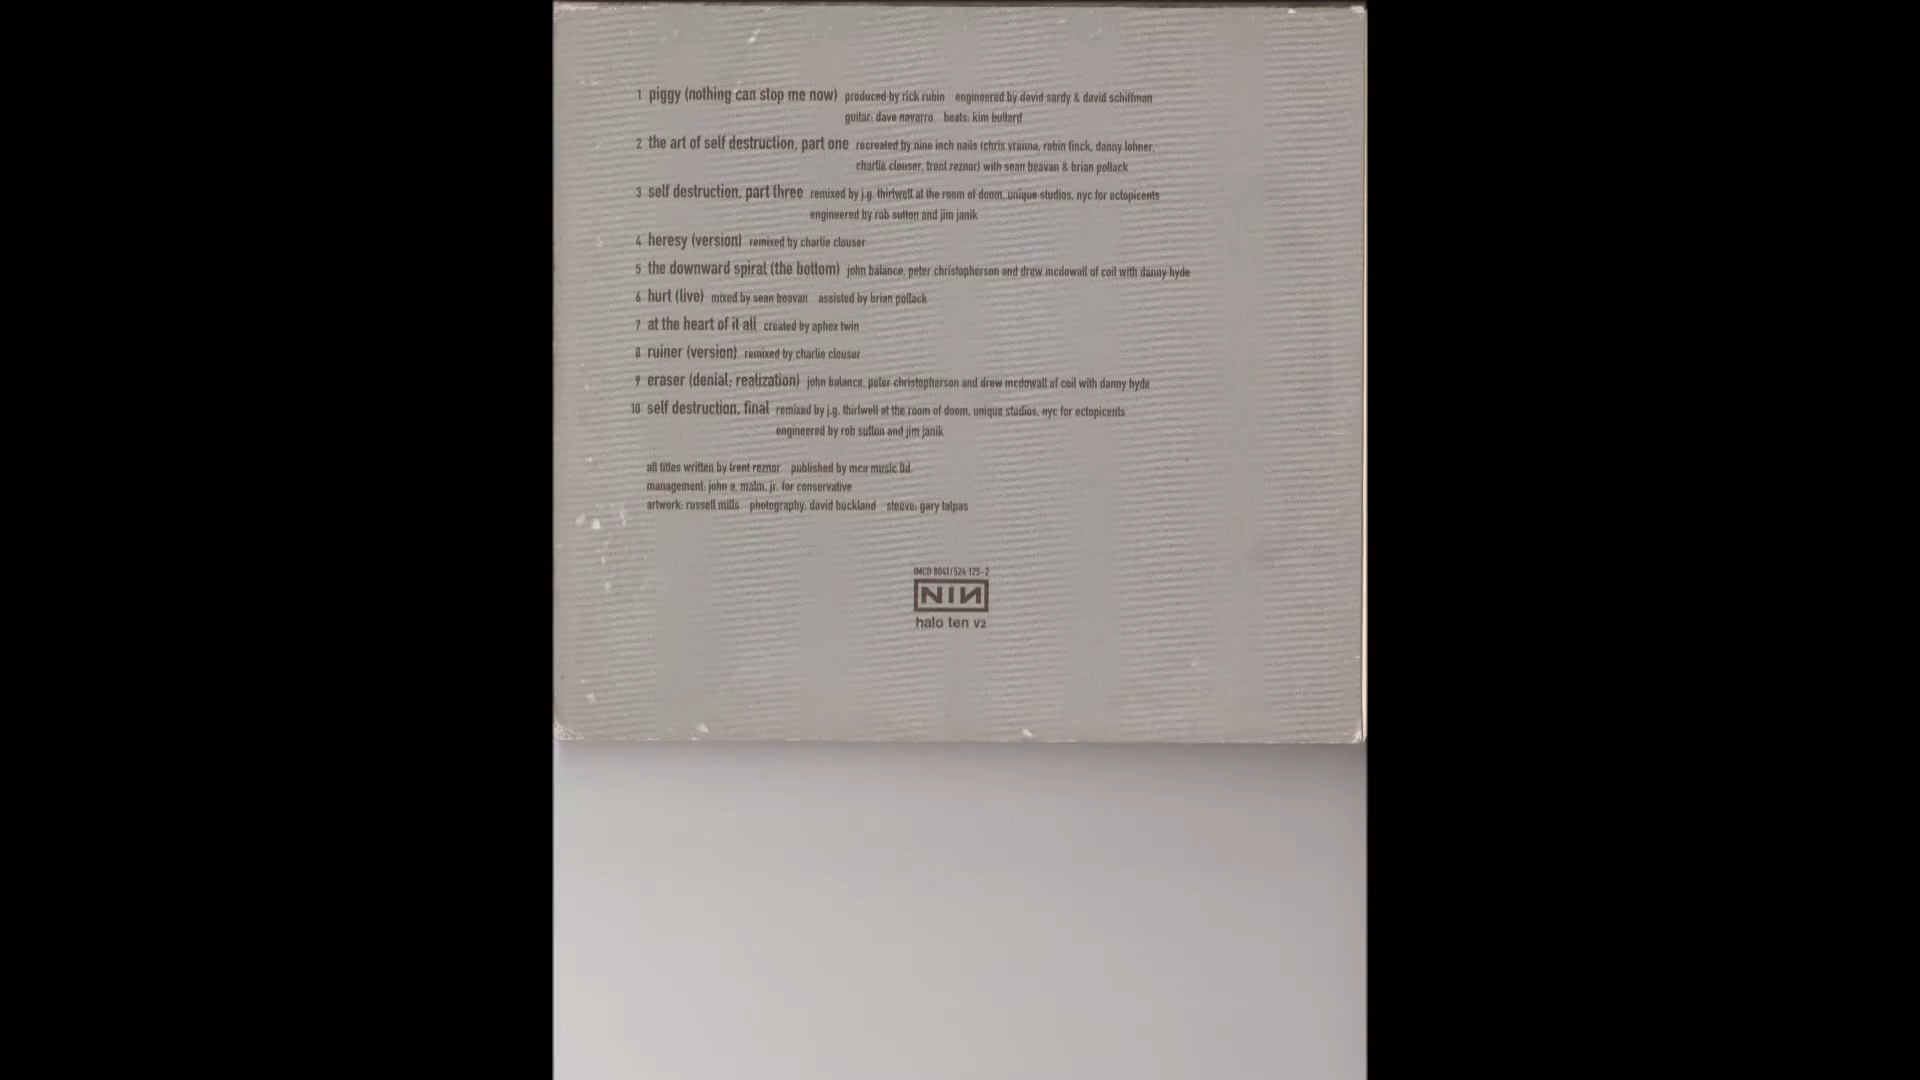 1 piggy (nothing can stop me now) produced by rick rubin engineered by david sardy & david schiffman
guitar: dave navarro beats: kim bullard
2 the art of self destruction, part one recreated by nine inch nails (chris vrenna, robin finck, danny lohner,
charlie clouser, trent reznor) with sean beavan & brian pollack
3 self destruction, part three remixed by j.g. thirlwell at the room of doom, unique studios, nyc for ectopicents
engineered by rob sutton and jim janik
4 heresy (version) remixed by charlie clouser
5 the downward spiral (the bottom) john balance, peter christopherson and drew mcdowall of coil with danny hyde
6 hurt (live) mixed by sean beavan assisted by brian pollack
7 at the heart of it all created by aphex twin
8 ruiner (version) remixed by charlie clouser
9 eraser (denial; realization) john balance, peter christopherson and drew mcdowall of coil with danny hyde
10 self destruction, final remixed by j.g. thirlwell at the room of doom, unique studios, nyc for ectopicents
engineered by rob sutton and jim janik
all titles written by trent reznor published by mca music ltd.
management: john a. malm, jr. for conservative
artwork: russell mills photography: david buckland sleeve: gary talpas
IMCD 8041/526 125-2
NIN
halo ten v2